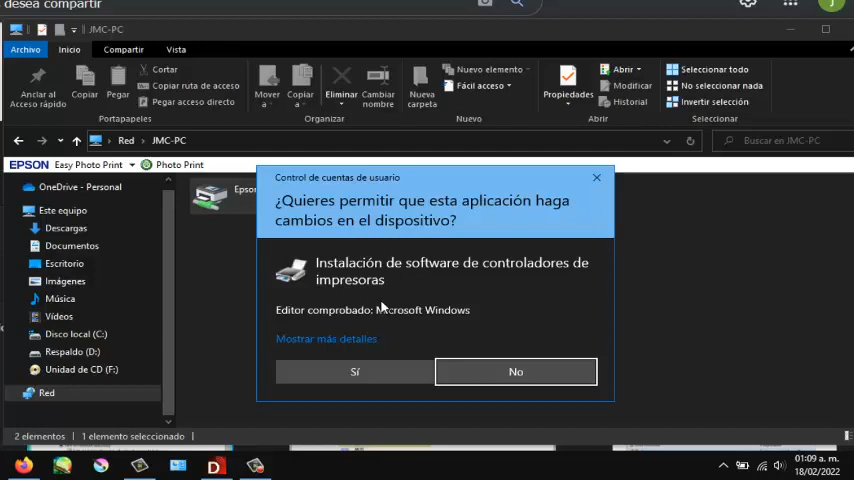 desea compartir
J
JMC-PC
Archivo
Inicio
Compartir
Vista
Anclar al
Acceso rápido
Copiar
Pegar
Cortar
Copiar ruta de acceso
Pegar acceso directo
Portapapeles
Mover
a
Copiar
a
Eliminar
Cambiar
nombre
Organizar
Nueva
carpeta
Nuevo elemento
Fácil acceso
Nuevo
Propiedades
Abrir
Modificar
Historial
Abrir
Seleccionar todo
No seleccionar nada
Invertir selección
Seleccionar
Red
JMC-PC
Buscar en JMC-PC
EPSON Easy Photo Print
Photo Print
OneDrive - Personal
Este equipo
Descargas
Documentos
Escritorio
Imágenes
Música
Vídeos
Disco local (C:)
Respaldo (D:)
Unidad de CD (F:)
Red
Epson
Control de cuentas de usuario
¿Quieres permitir que esta aplicación haga
cambios en el dispositivo?
Instalación de software de controladores de
impresoras
Editor comprobado: Microsoft Windows
Mostrar más detalles
Sí
No
2 elementos
1 elemento seleccionado
D
01:09 a. m.
18/02/2022